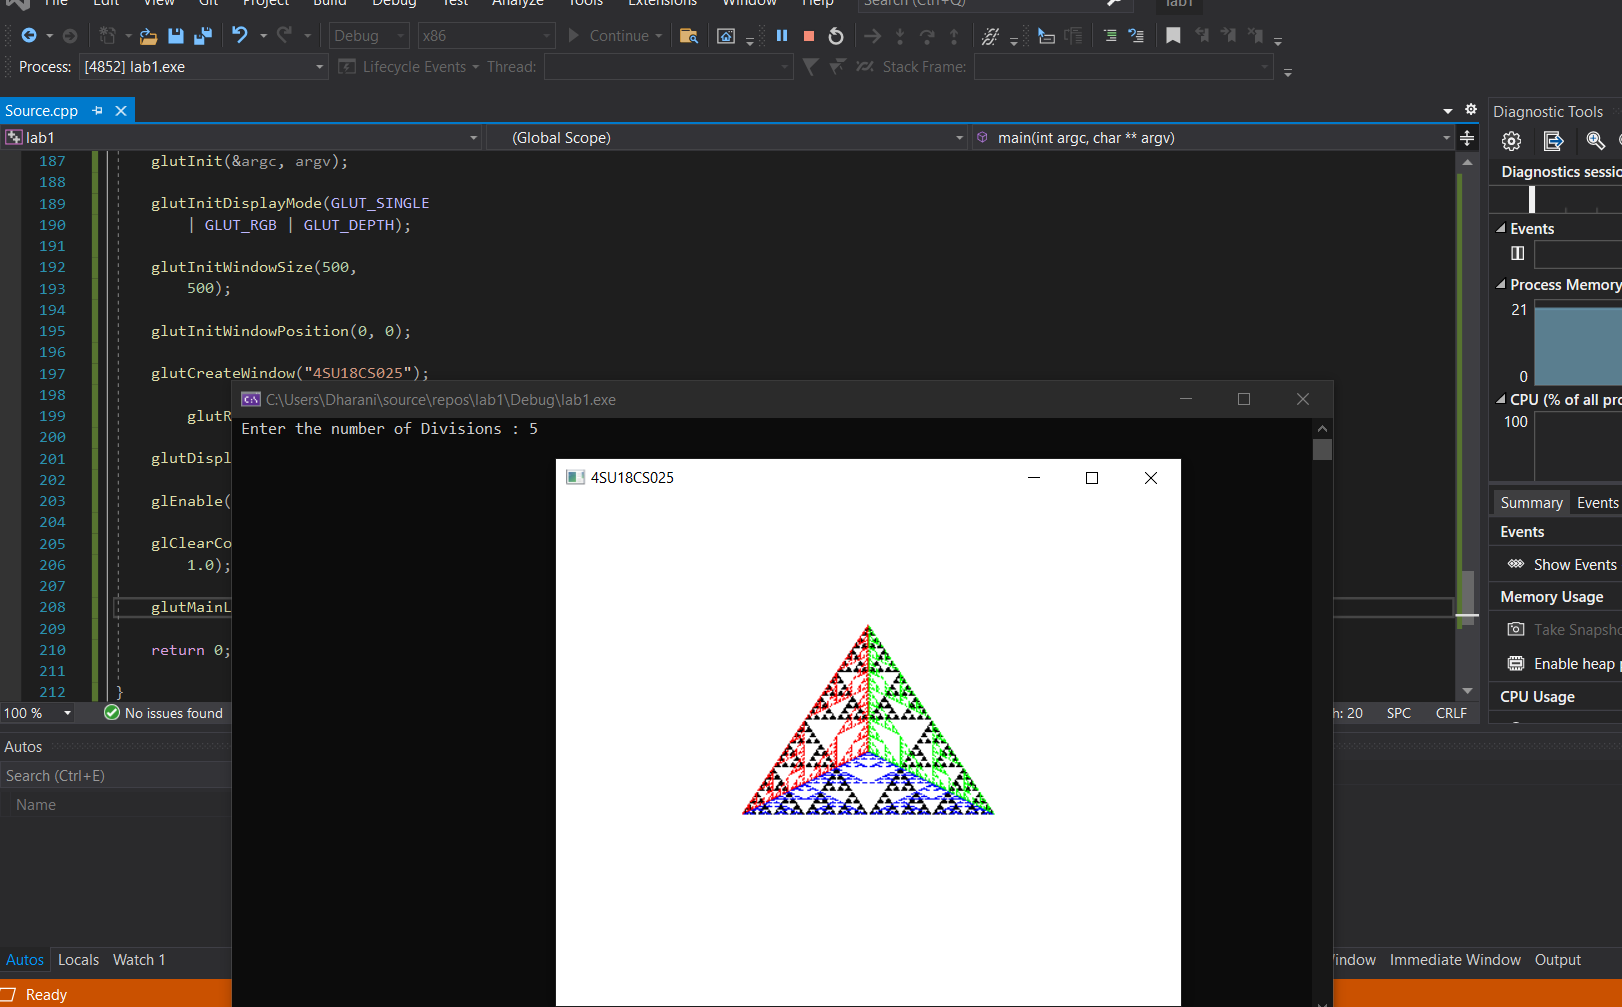 File Edit View Git Project Build Debug Test Analyze Tools Extensions Window Help Search (Ctrl+Q) lab1
Debug x86 Continue
Process: [4852] lab1.exe Lifecycle Events Thread: Stack Frame:
Source.cpp
lab1 (Global Scope) main(int argc, char ** argv)
187 glutInit(&argc, argv);
188
189 glutInitDisplayMode(GLUT_SINGLE
190 | GLUT_RGB | GLUT_DEPTH);
191
192 glutInitWindowSize(500,
193 500);
194
195 glutInitWindowPosition(0, 0);
196
197 glutCreateWindow("4SU18CS025");
198
199 glutR
200
201 glutDispl
202
203 glEnable(
204
205 glClearCo
206 1.0);
207
208 glutMainL
209
210 return 0;
211
212 }
100 % No issues found
h: 20 SPC CRLF
C:\Users\Dharani\source\repos\lab1\Debug\lab1.exe
Enter the number of Divisions : 5
4SU18CS025
Diagnostic Tools
Diagnostics sessio
Events
Process Memory
21
0
CPU (% of all pro
100
Summary Events
Events
Show Events
Memory Usage
Take Snapsho
Enable heap p
CPU Usage
Autos
Search (Ctrl+E)
Name
Autos Locals Watch 1
Window Immediate Window Output
Ready